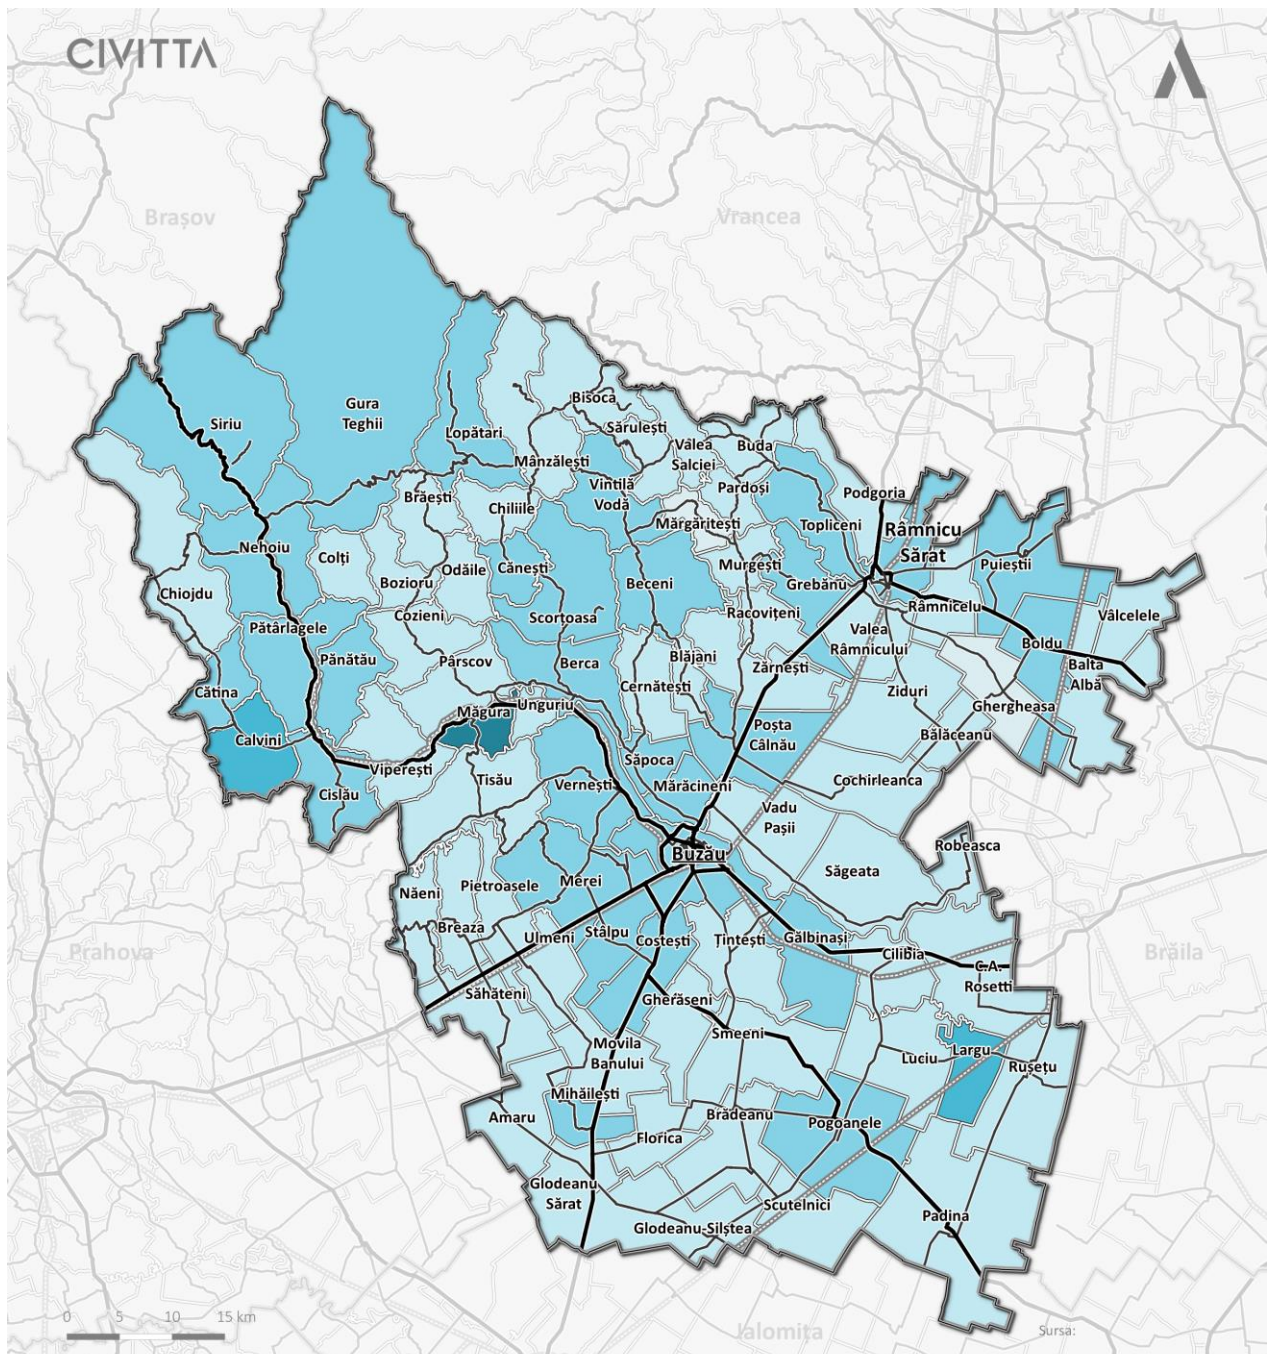 CIVITTA
Brașov
Vrancea
Siriu
Gura
Teghii
Lopătari
Bisoca
Sărulești
Mânzălești
Vintilă
Vodă
Valea
Salciei
Buda
Pardoși
Podgoria
Brăești
Chiliile
Mărgăritești
Topliceni
Râmnicu
Sărat
Nehoiu
Colți
Bozioru
Odăile
Cănești
Beceni
Murgești
Grebănu
Puieștii
Chiojdu
Râmnicelu
Vâlcelele
Cozieni
Scorțoasa
Racovițeni
Valea
Râmnicului
Pătârlagele
Pănătău
Pârscov
Berca
Blăjani
Zărnești
Boldu
Balta
Albă
Cătina
Cernătești
Ziduri
Ghergheasa
Măgura
Unguriu
Calvini
Poșta
Câlnău
Bălăceanu
Viperești
Tisău
Săpoca
Cislău
Vernești
Mărăcineni
Cochirleanca
Vadu
Pașii
Buzău
Robeasca
Săgeata
Năeni
Pietroasele
Merei
Breaza
Ulmeni
Stâlpu
Costești
Țintești
Gălbinași
Cilibia
C.A.
Rosetti
Prahova
Brăila
Săhăteni
Gherăseni
Smeeni
Movila
Banului
Luciu
Largu
Rușețu
Mihăilești
Amaru
Brădeanu
Pogoanele
Florica
Glodeanu
Sărat
Scutelnici
Padina
Glodeanu-Silștea
0 5 10 15 km
Ialomița
Sursa: